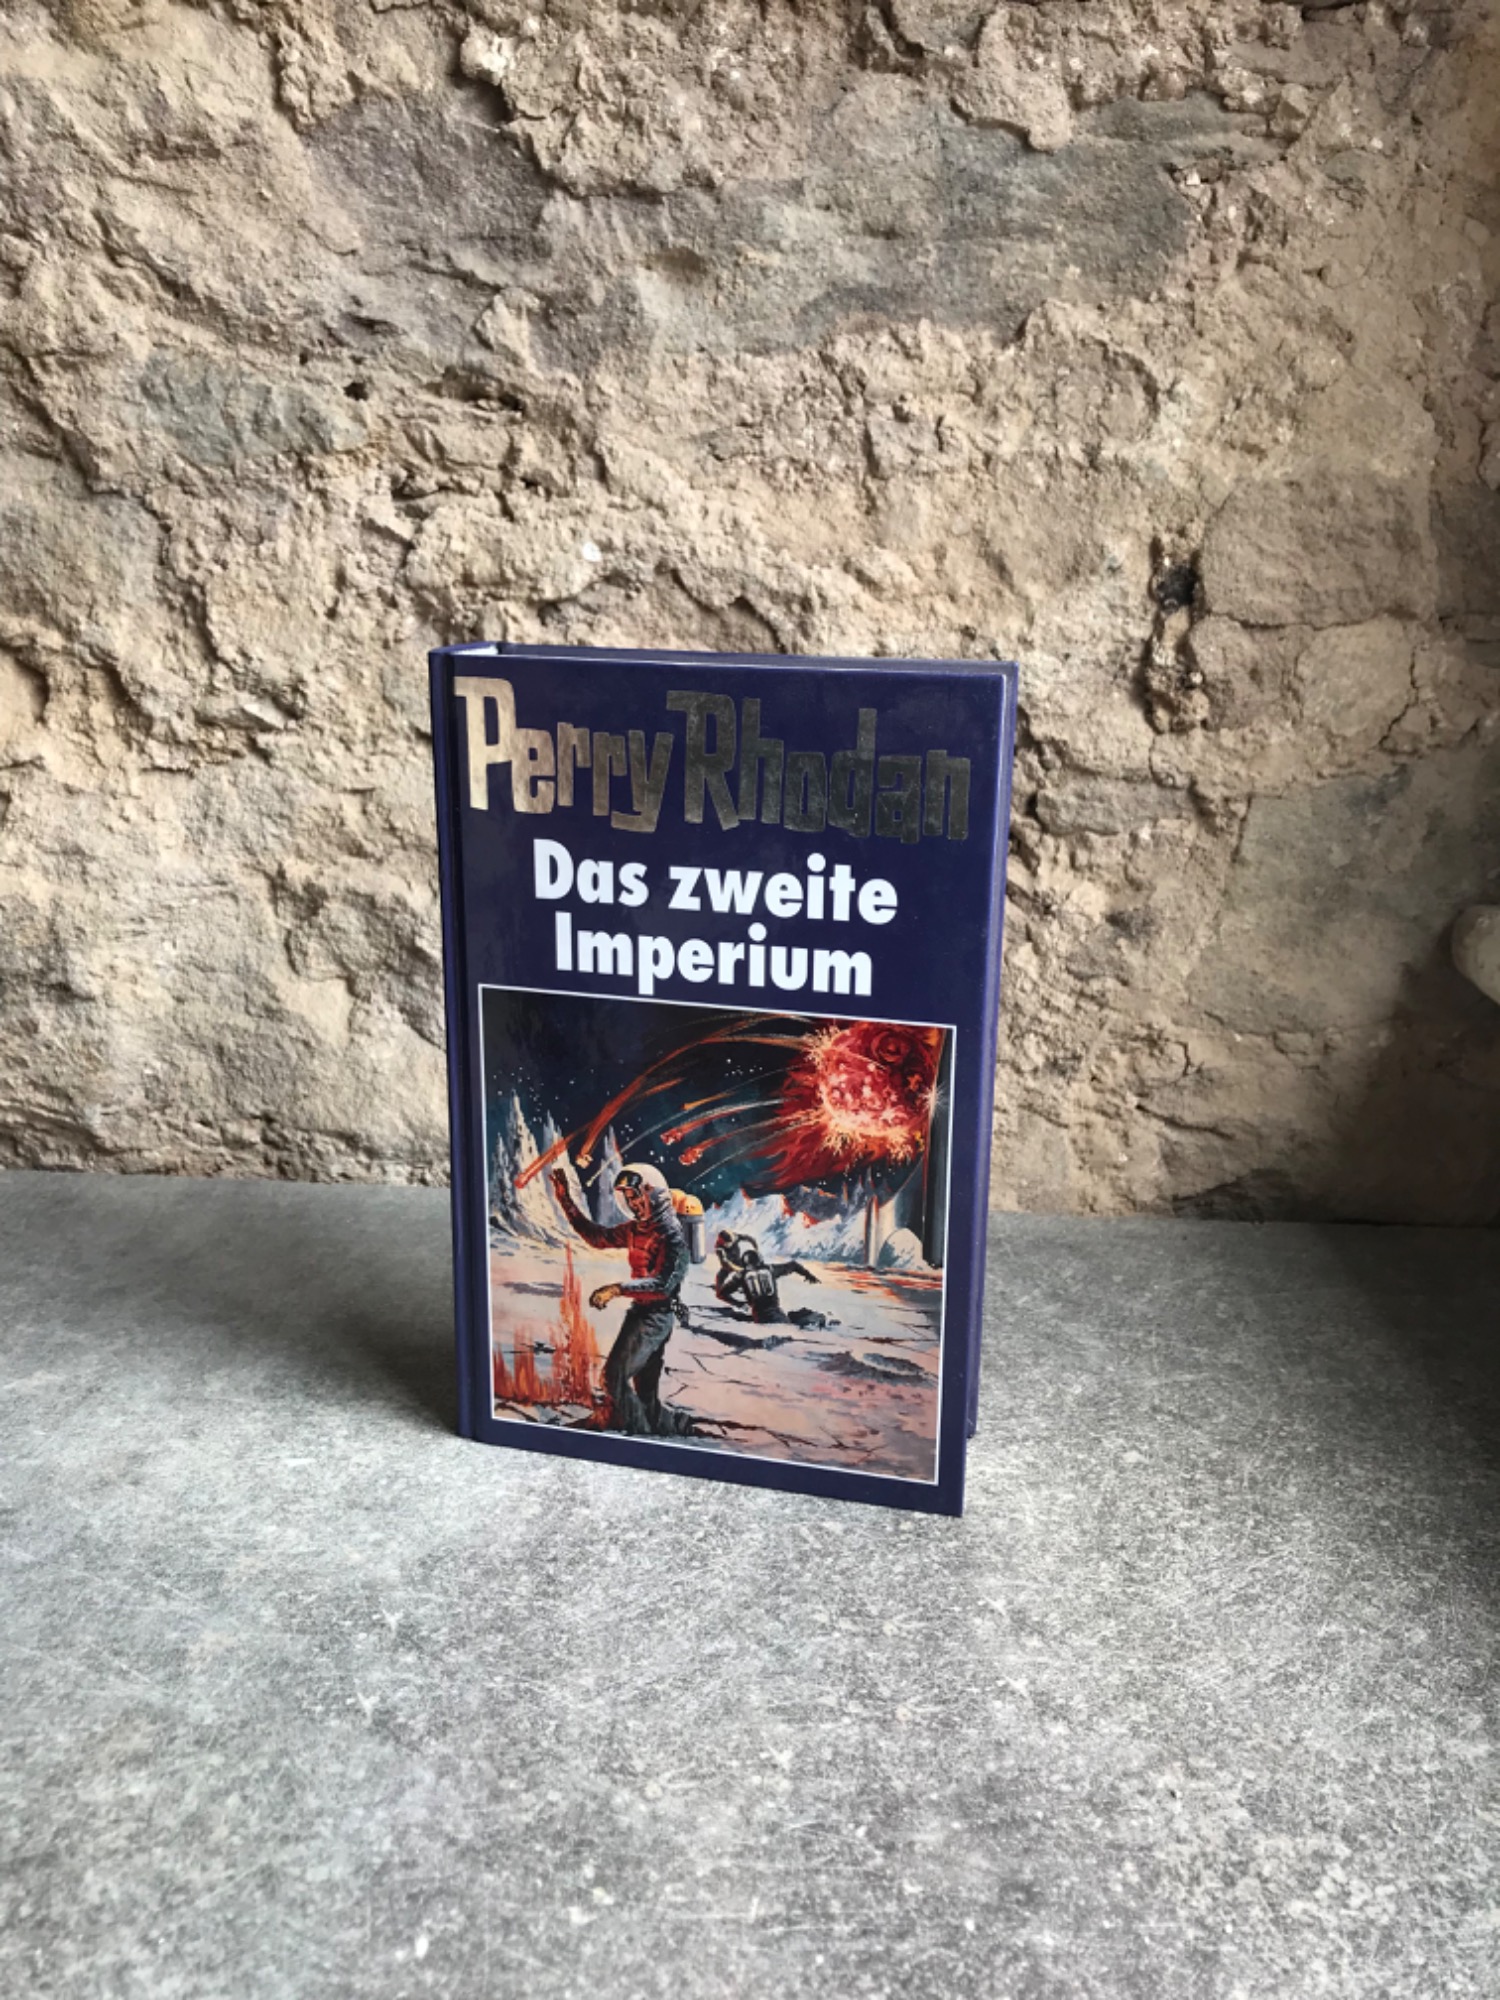 Perry Rhodan
Das zweite
Imperium